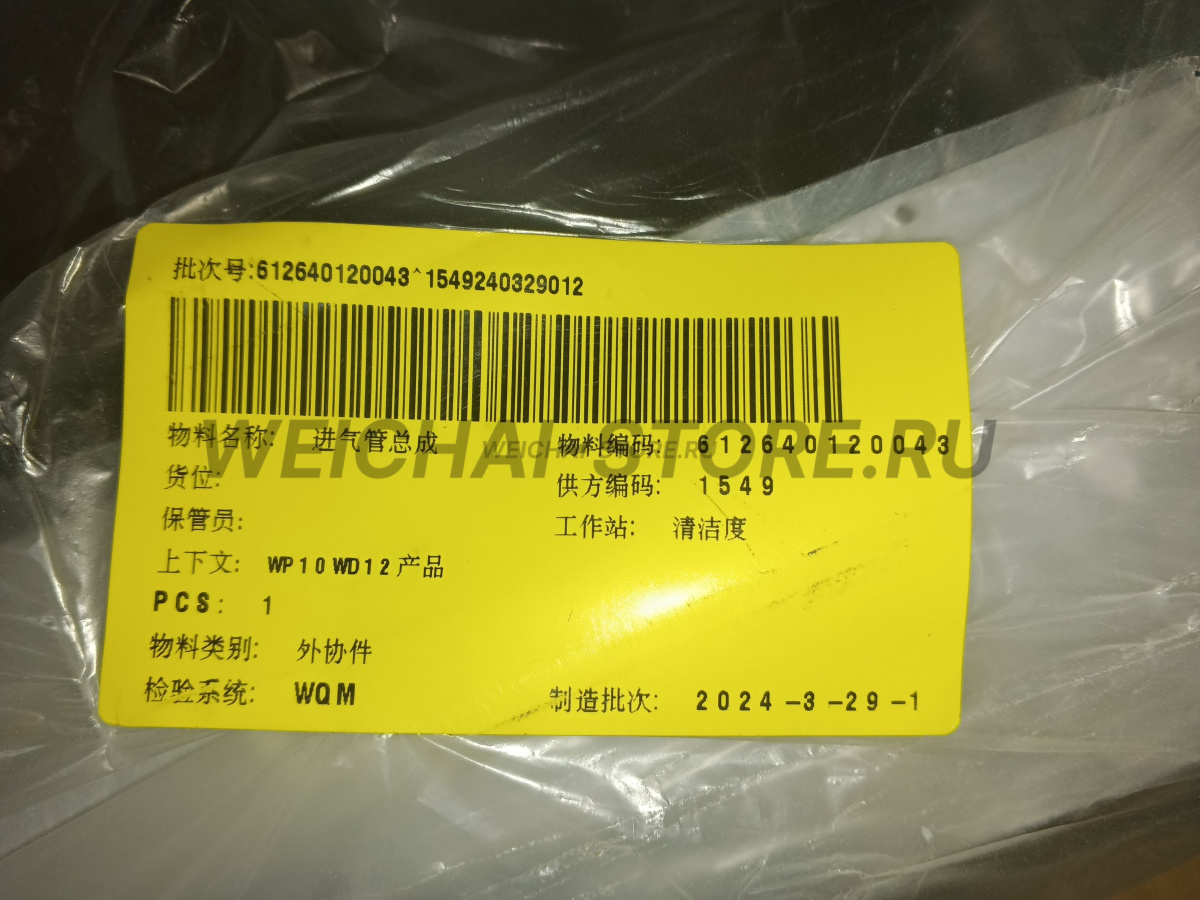 批次号:612640120043^1549240329012
物料名称: 进气管总成 物料编码: 612640120043
WEICHAI-STORE.RU
WEICHAI-STORE.RU
货位: 供方编码: 1549
保管员: 工作站: 清洁度
上下文: WP10WD12产品
PCS: 1
物料类别: 外协件
检验系统: WQM 制造批次: 2024-3-29-1